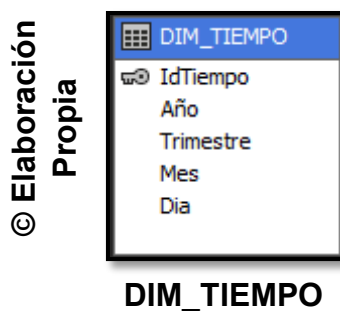 © Elaboración
Propia
DIM_TIEMPO
IdTiempo
Año
Trimestre
Mes
Dia
DIM_TIEMPO